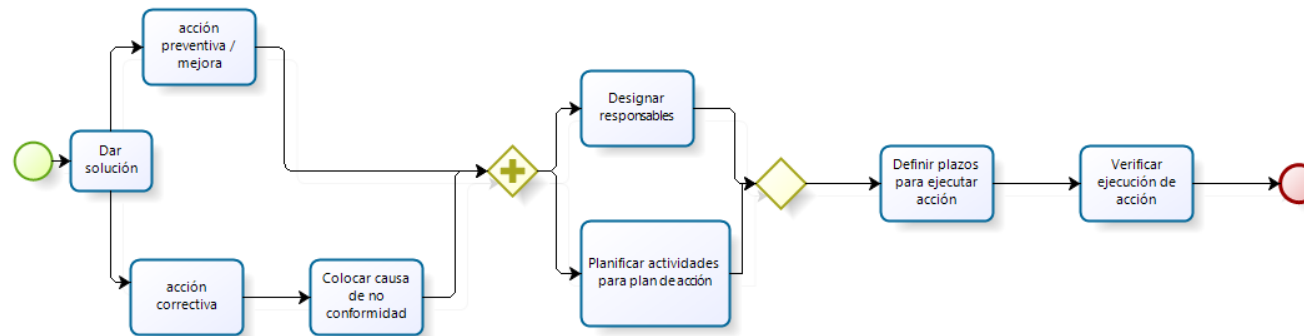 Dar
solución
acción
preventiva /
mejora
acción
correctiva
Colocar causa
de no
conformidad
Designar
responsables
Planificar actividades
para plan de acción
Definir plazos
para ejecutar
acción
Verificar
ejecución de
acción